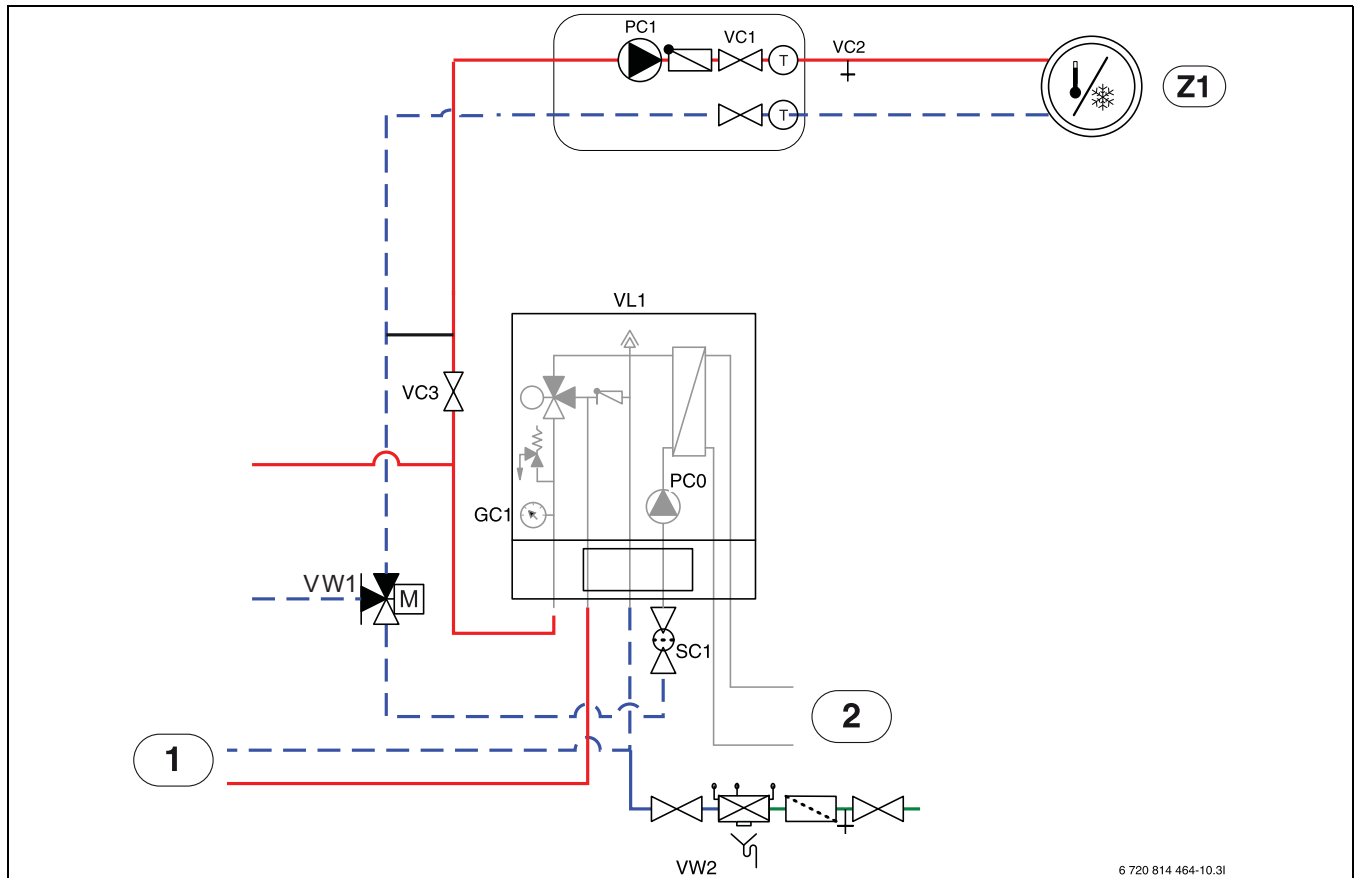 PC1
VC1
T
VC2
Z1
T
VL1
VC3
PC0
GC1
VW1
M
SC1
2
1
VW2
6 720 814 464-10.3I